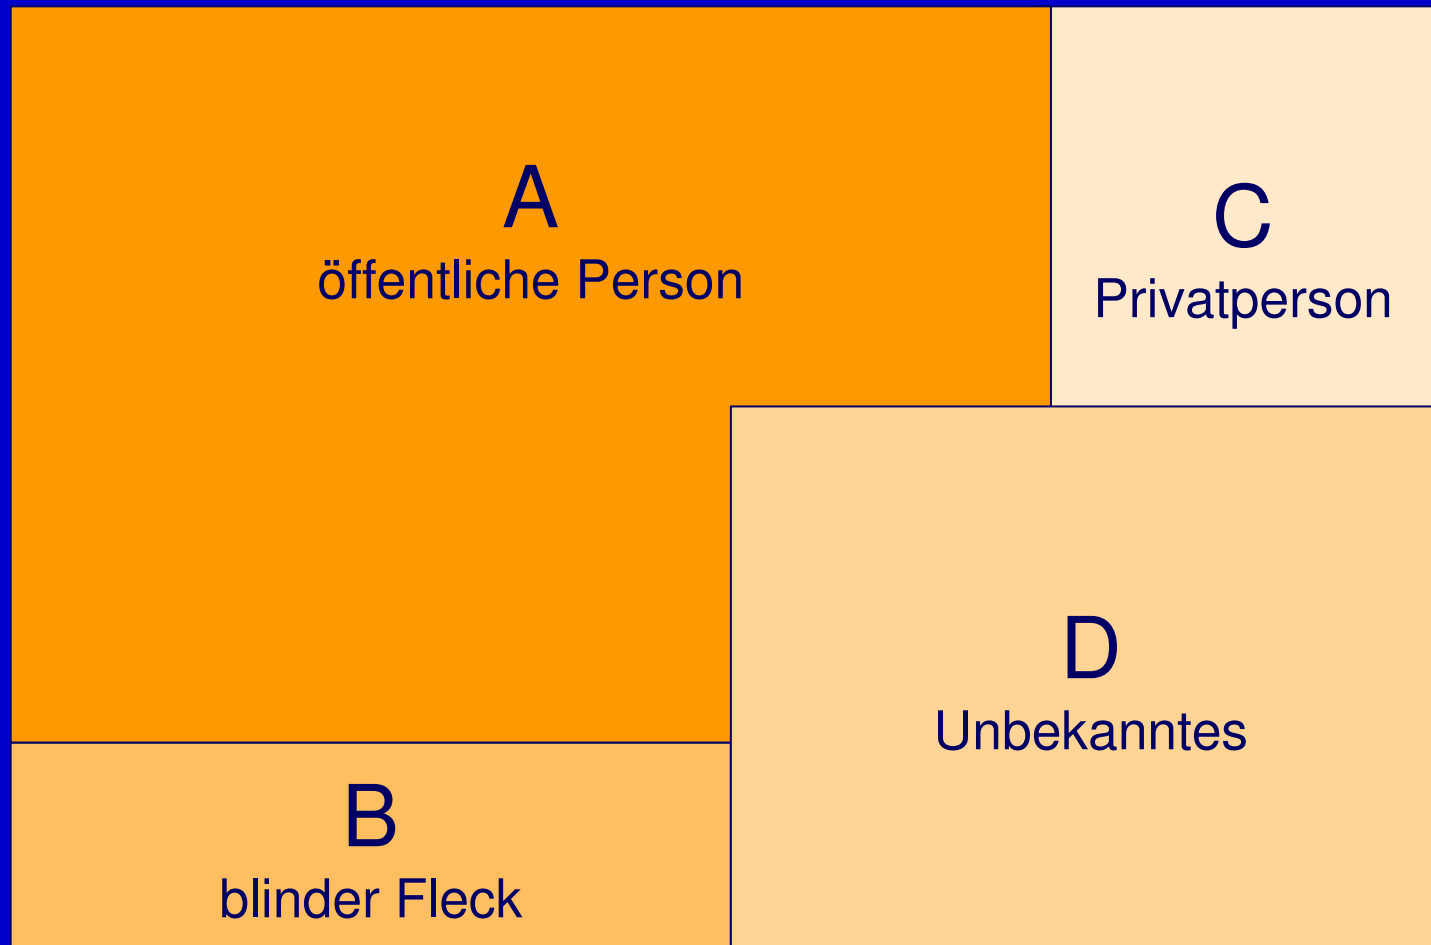 A
öffentliche Person
C
Privatperson
B
blinder Fleck
D
Unbekanntes